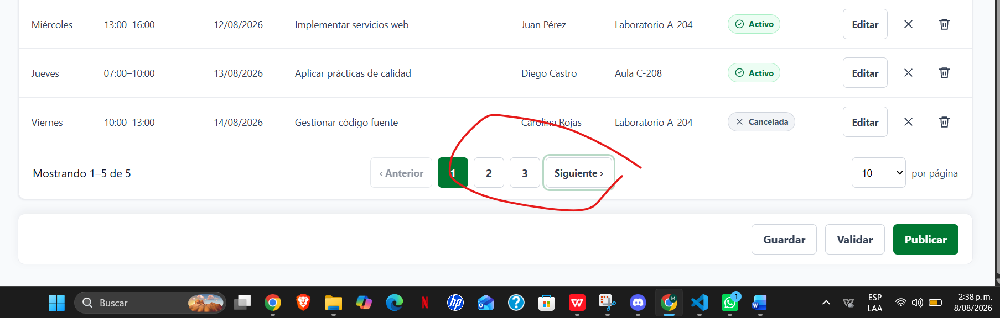 Miércoles 13:00–16:00 12/08/2026 Implementar servicios web Juan Pérez Laboratorio A-204 Activo Editar
Jueves 07:00–10:00 13/08/2026 Aplicar prácticas de calidad Diego Castro Aula C-208 Activo Editar
Viernes 10:00–13:00 14/08/2026 Gestionar código fuente Carolina Rojas Laboratorio A-204 Cancelada Editar
Mostrando 1–5 de 5 ‹ Anterior 1 2 3 Siguiente › 10 por página
Guardar Validar Publicar
Buscar
ESP
LAA
2:38 p. m.
8/08/2026
1